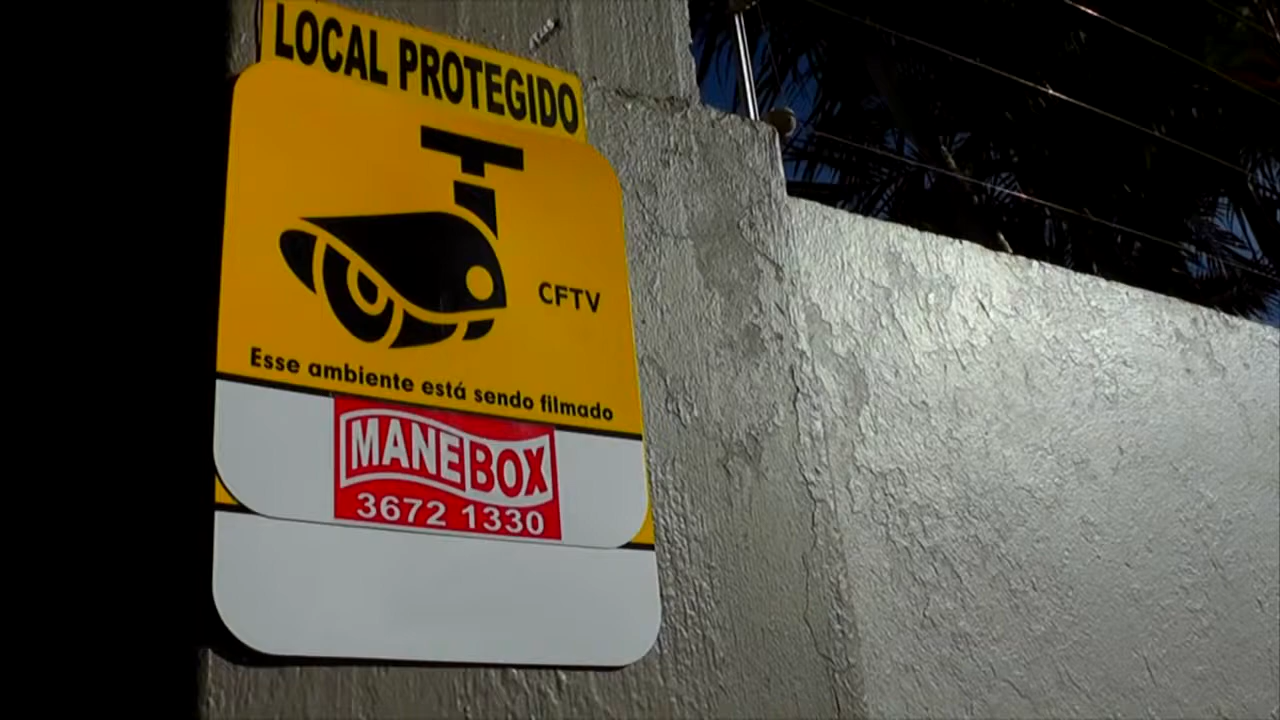 LOCAL PROTEGIDO
CFTV
Esse ambiente está sendo filmado
MANEBOX
3672 1330